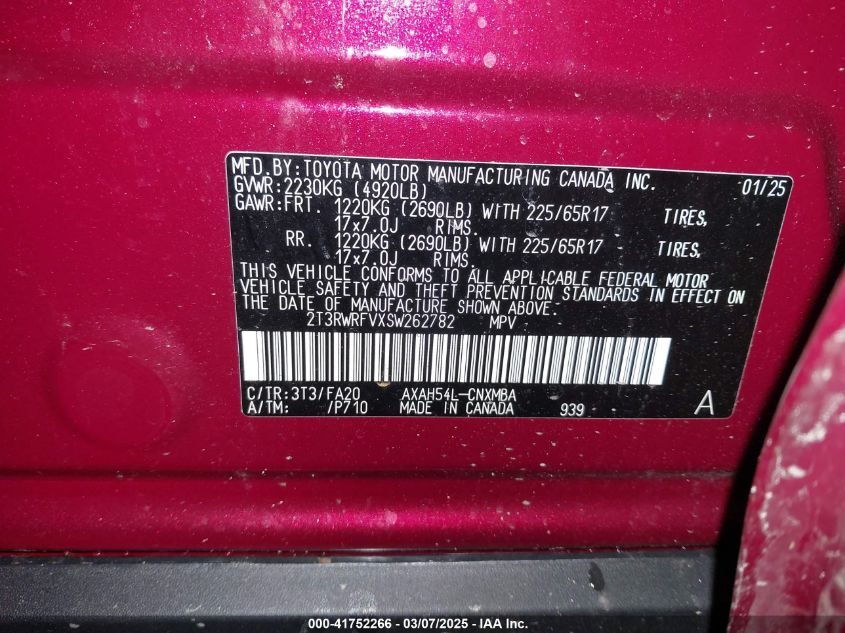 MFD.BY:TOYOTA MOTOR MANUFACTURING CANADA INC. 01/25
GVWR:2230KG (4920LB)
GAWR:FRT. 1220KG (2690LB) WITH 225/65R17 TIRES,
17x7.0J RIMS.
RR. 1220KG (2690LB) WITH 225/65R17 TIRES,
17x7.0J RIMS.
THIS VEHICLE CONFORMS TO ALL APPLICABLE FEDERAL MOTOR
VEHICLE SAFETY AND THEFT PREVENTION STANDARDS IN EFFECT ON
THE DATE OF MANUFACTURE SHOWN ABOVE.
2T3RWRFVXSW262782 MPV
C/TR:3T3/FA20 AXAH54L-CNXMBA
A/TM: /P710 MADE IN CANADA 939 A
000-41752266 - 03/07/2025 - IAA Inc.